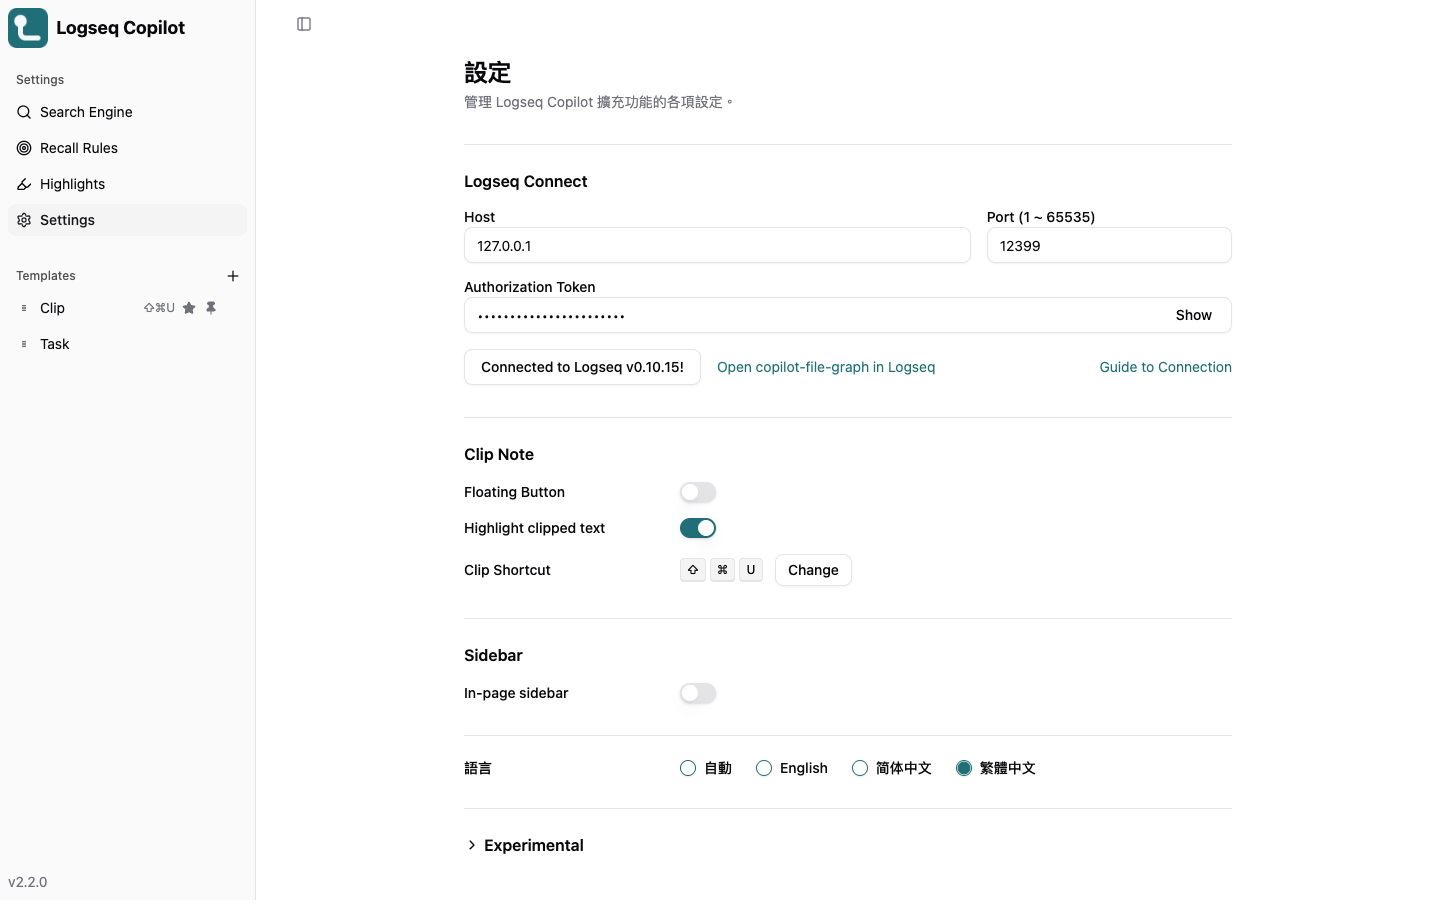 Logseq Copilot
Settings
Search Engine
Recall Rules
Highlights
Settings
Templates
Clip ⇧⌘U
Task
v2.2.0
設定
管理 Logseq Copilot 擴充功能的各項設定。
Logseq Connect
Host
127.0.0.1
Port (1 ~ 65535)
12399
Authorization Token
••••••••••••••••••••••• Show
Connected to Logseq v0.10.15! Open copilot-file-graph in Logseq Guide to Connection
Clip Note
Floating Button
Highlight clipped text
Clip Shortcut ⇧ ⌘ U Change
Sidebar
In-page sidebar
語言 自動 English 简体中文 繁體中文
Experimental